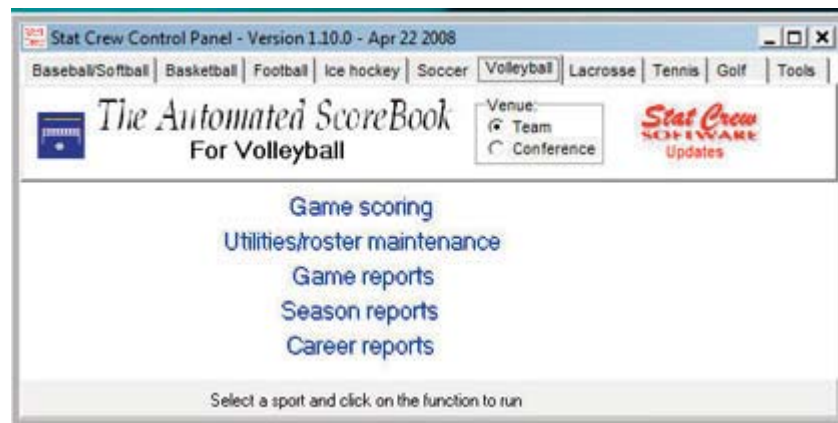 Stat Crew Control Panel - Version 1.10.0 - Apr 22 2008
Baseball/Softball Basketball Football Ice hockey Soccer Volleyball Lacrosse Tennis Golf Tools
The Automated ScoreBook
For Volleyball
Venue:
Team
Conference
Stat Crew
SOFTWARE
Updates
Game scoring
Utilities/roster maintenance
Game reports
Season reports
Career reports
Select a sport and click on the function to run